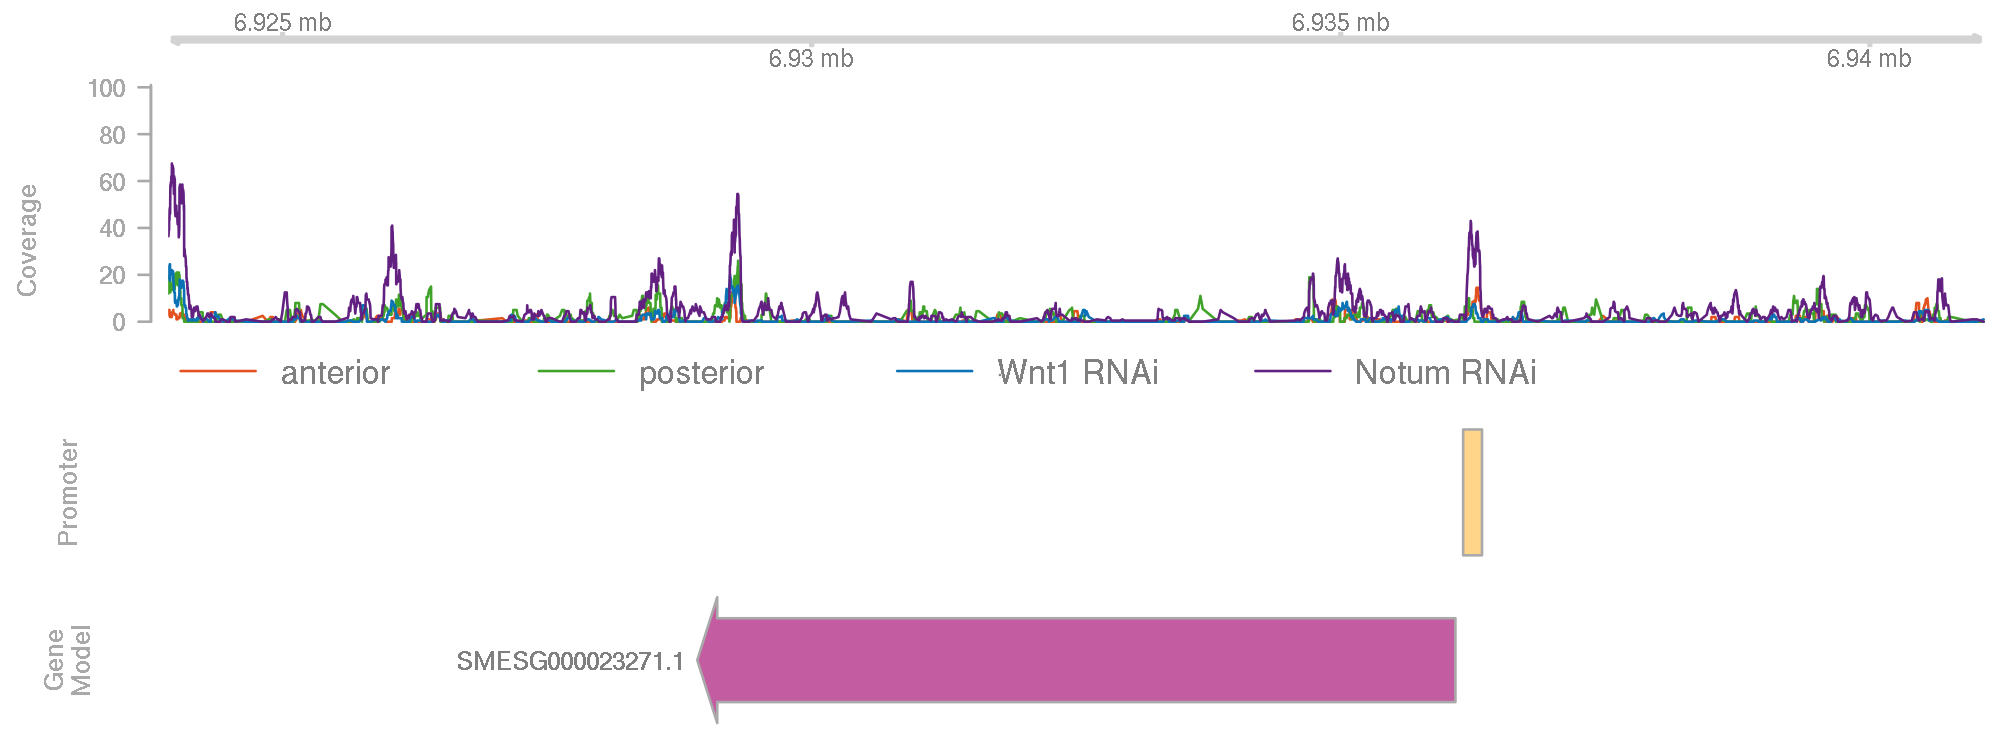 6.925 mb
6.935 mb
6.93 mb
6.94 mb
100
80
60
40
20
0
Coverage
anterior posterior Wnt1 RNAi Notum RNAi
Promoter
Gene
Model
SMESG000023271.1